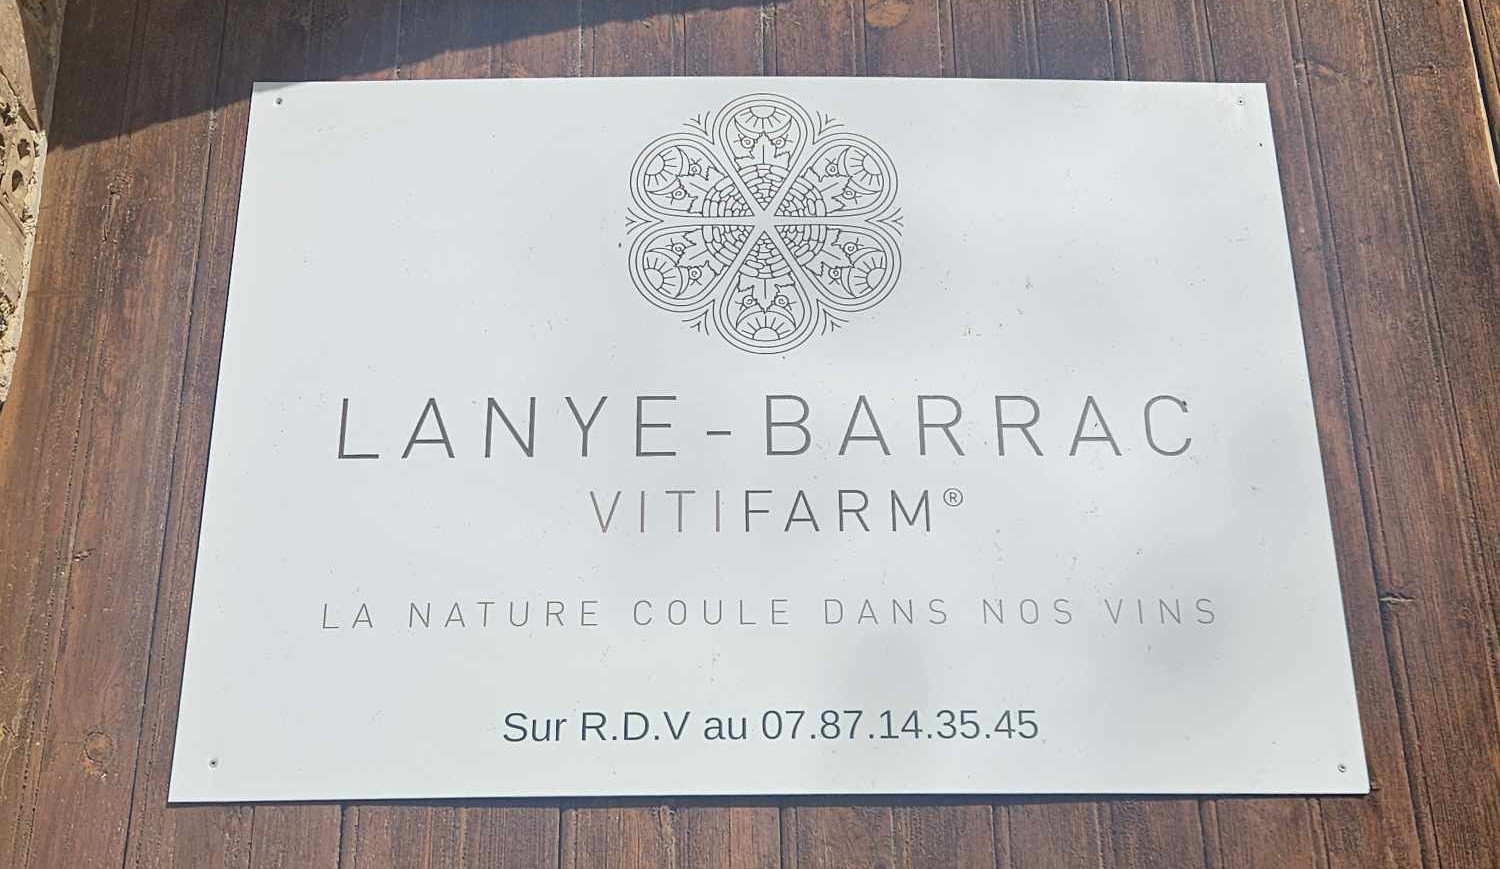 LANYE-BARRAC
VITIFARM®
LA NATURE COULE DANS NOS VINS
Sur R.D.V au 07.87.14.35.45